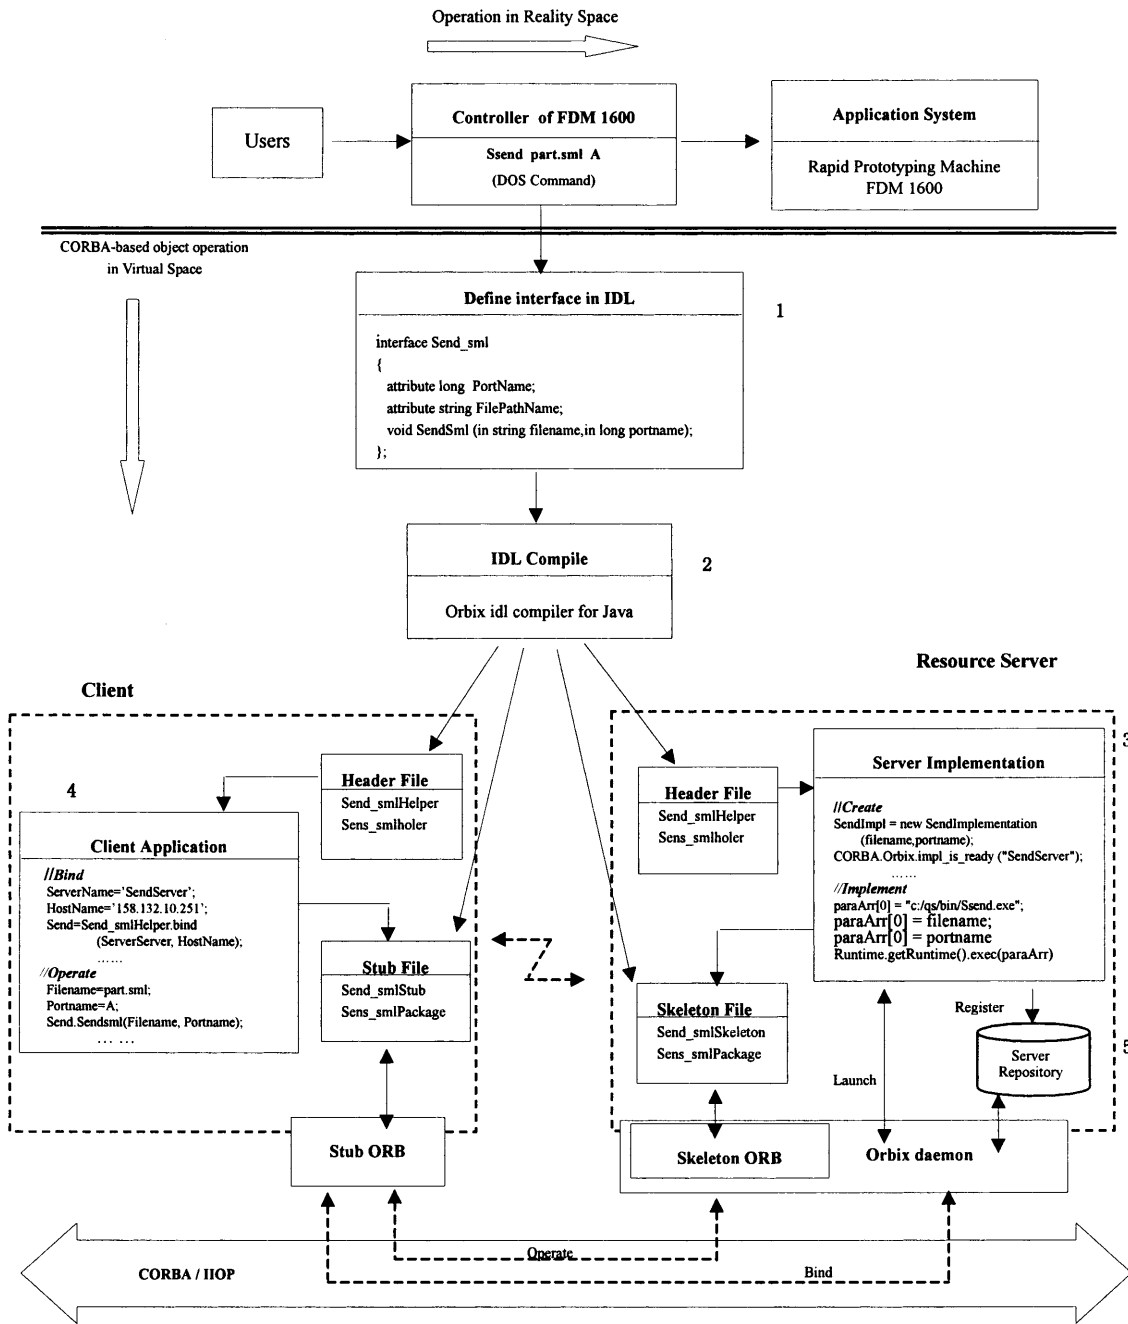 Operation in Reality Space
Users
Controller of FDM 1600
Ssend part.sml A
(DOS Command)
Application System
Rapid Prototyping Machine
FDM 1600
CORBA-based object operation
in Virtual Space
Define interface in IDL
1
interface Send_sml
{
attribute long PortName;
attribute string FilePathName;
void SendSml (in string filename,in long portname);
};
IDL Compile
2
Orbix idl compiler for Java
Client
Resource Server
4
Client Application
//Bind
ServerName='SendServer';
HostName='158.132.10.251';
Send=Send_smlHelper.bind
(ServerServer, HostName);
......
//Operate
Filename=part.sml;
Portname=A;
Send.Sendsml(Filename, Portname);
... ...
Header File
Send_smlHelper
Sens_smlholer
Stub File
Send_smlStub
Sens_smlPackage
Header File
Send_smlHelper
Sens_smlholer
Skeleton File
Send_smlSkeleton
Sens_smlPackage
3
Server Implementation
//Create
SendImpl = new SendImplementation
(filename,portname);
CORBA.Orbix.impl_is_ready ("SendServer");
......
//Implement
paraArr[0] = "c:/qs/bin/Ssend.exe";
paraArr[0] = filename;
paraArr[0] = portname
Runtime.getRuntime().exec(paraArr)
Register
5
Server
Repository
Launch
Stub ORB
Skeleton ORB
Orbix daemon
Operate
Bind
CORBA / IIOP